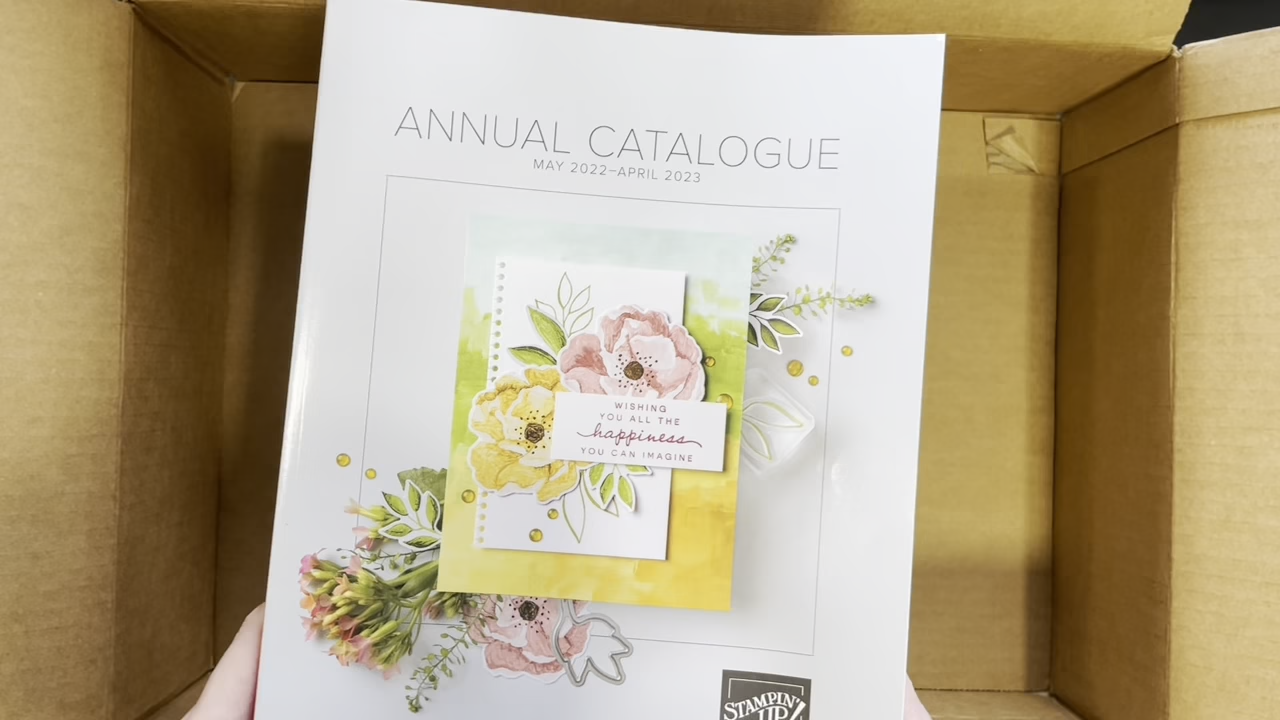 ANNUAL CATALOGUE
MAY 2022–APRIL 2023
WISHING
YOU ALL THE
happiness
YOU CAN IMAGINE
STAMPIN'
UP!